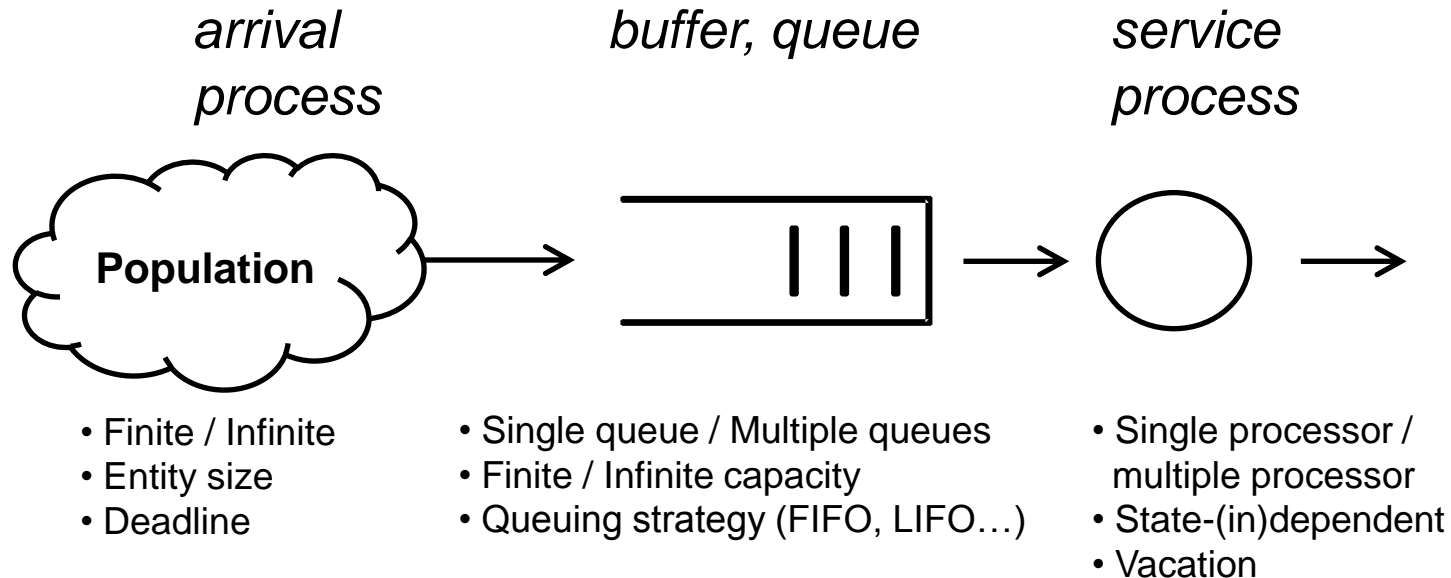 arrival
process
buffer, queue
service
process
Population
• Finite / Infinite
• Entity size
• Deadline
• Single queue / Multiple queues
• Finite / Infinite capacity
• Queuing strategy (FIFO, LIFO…)
• Single processor /
multiple processor
• State-(in)dependent
• Vacation